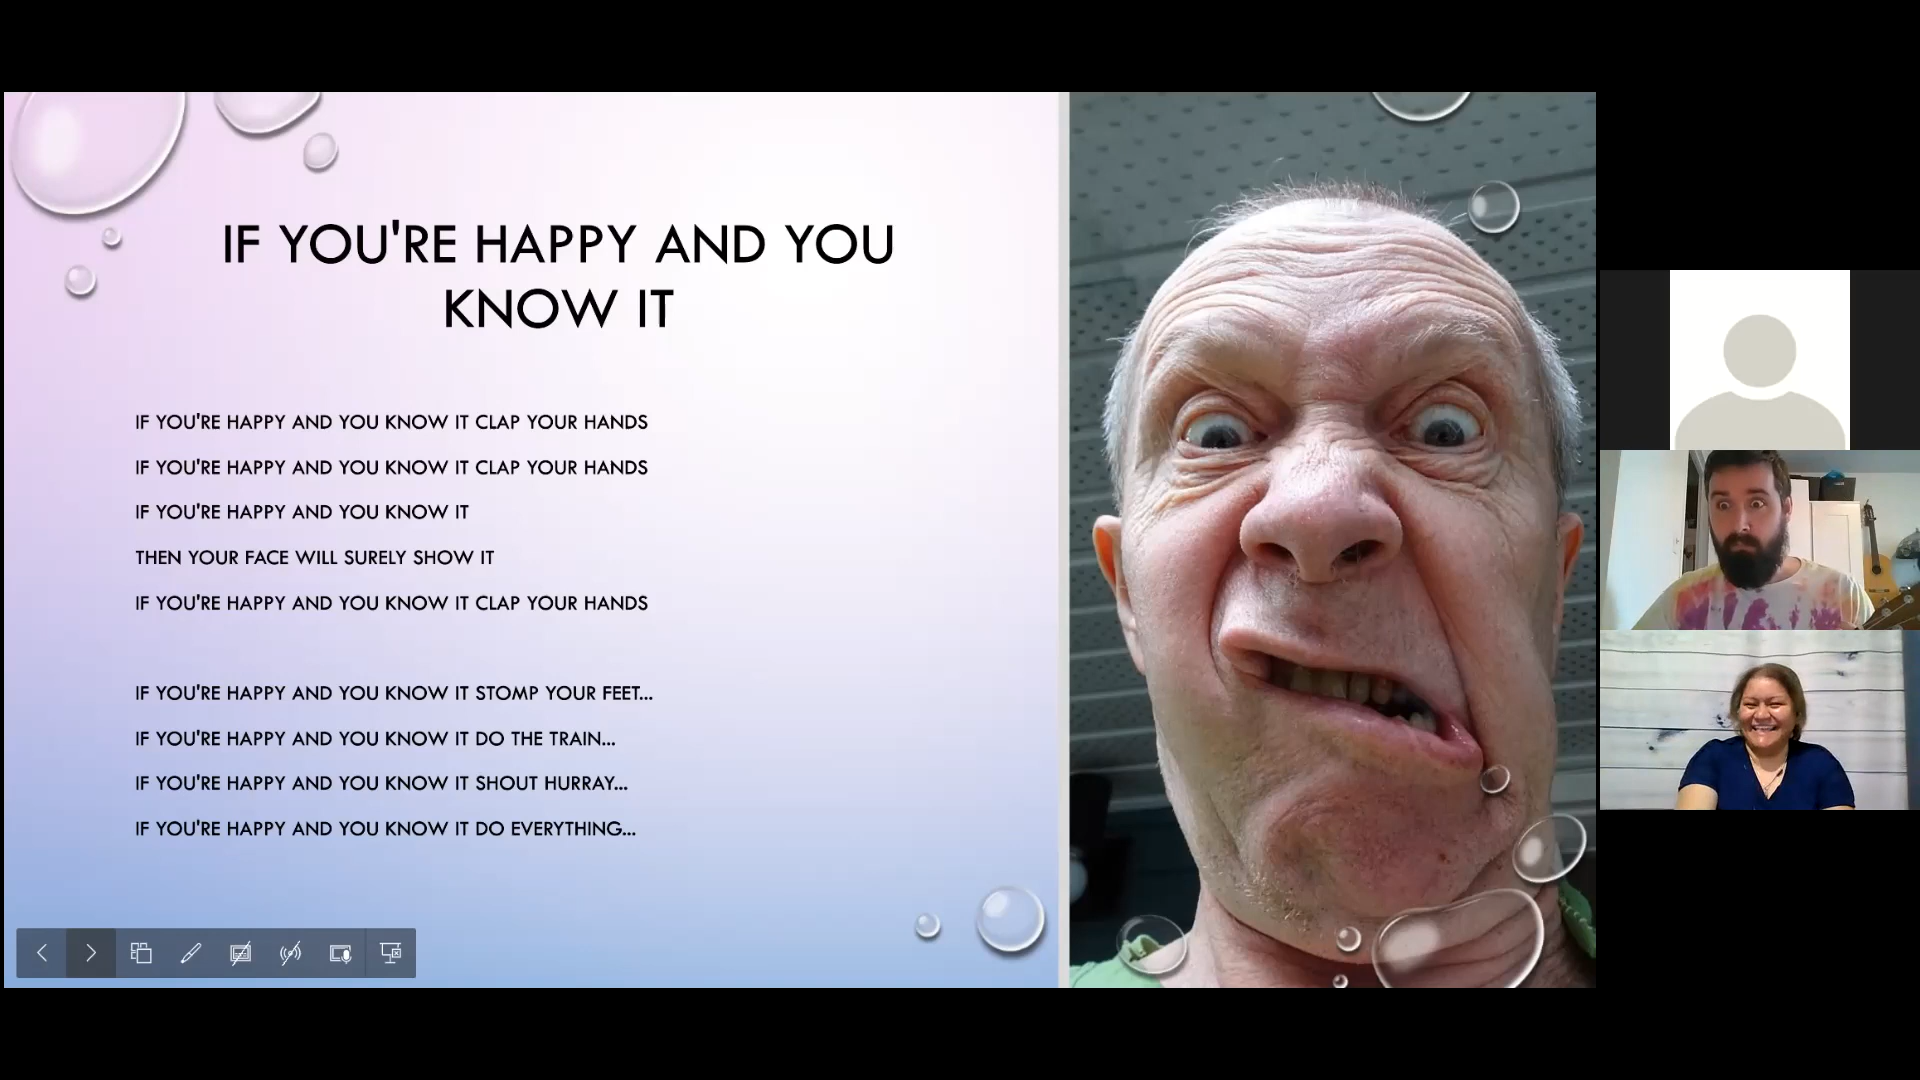 IF YOU'RE HAPPY AND YOU
KNOW IT
IF YOU'RE HAPPY AND YOU KNOW IT CLAP YOUR HANDS
IF YOU'RE HAPPY AND YOU KNOW IT CLAP YOUR HANDS
IF YOU'RE HAPPY AND YOU KNOW IT
THEN YOUR FACE WILL SURELY SHOW IT
IF YOU'RE HAPPY AND YOU KNOW IT CLAP YOUR HANDS
IF YOU'RE HAPPY AND YOU KNOW IT STOMP YOUR FEET...
IF YOU'RE HAPPY AND YOU KNOW IT DO THE TRAIN...
IF YOU'RE HAPPY AND YOU KNOW IT SHOUT HURRAY...
IF YOU'RE HAPPY AND YOU KNOW IT DO EVERYTHING...